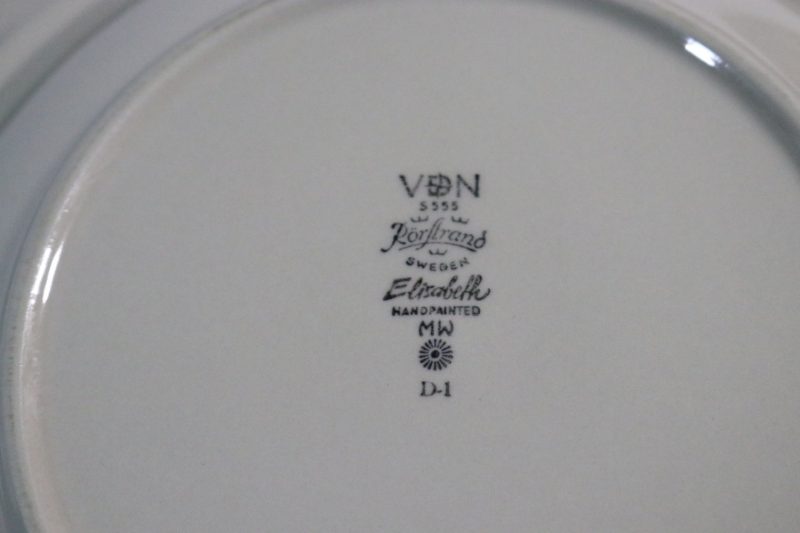 VDN
S555
Rörstrand
SWEDEN
Elisabeth
HANDPAINTED
MW
D-1